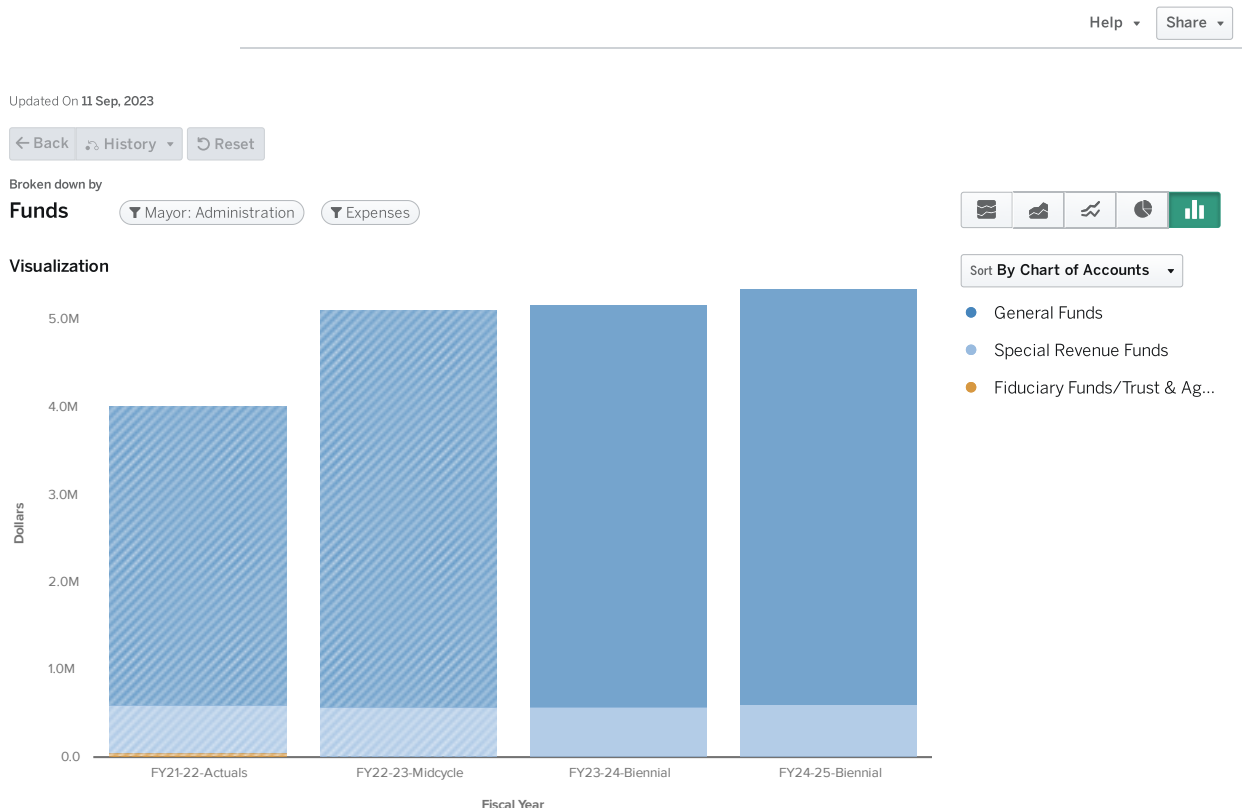 Help
Share
Updated On 11 Sep, 2023
Back
History
Reset
Broken down by
Funds
Mayor: Administration
Expenses
Visualization
Sort By Chart of Accounts
General Funds
Special Revenue Funds
Fiduciary Funds/Trust & Ag...
5.0M
4.0M
3.0M
2.0M
1.0M
0.0
Dollars
FY21-22-Actuals
FY22-23-Midcycle
FY23-24-Biennial
FY24-25-Biennial
Fiscal Year